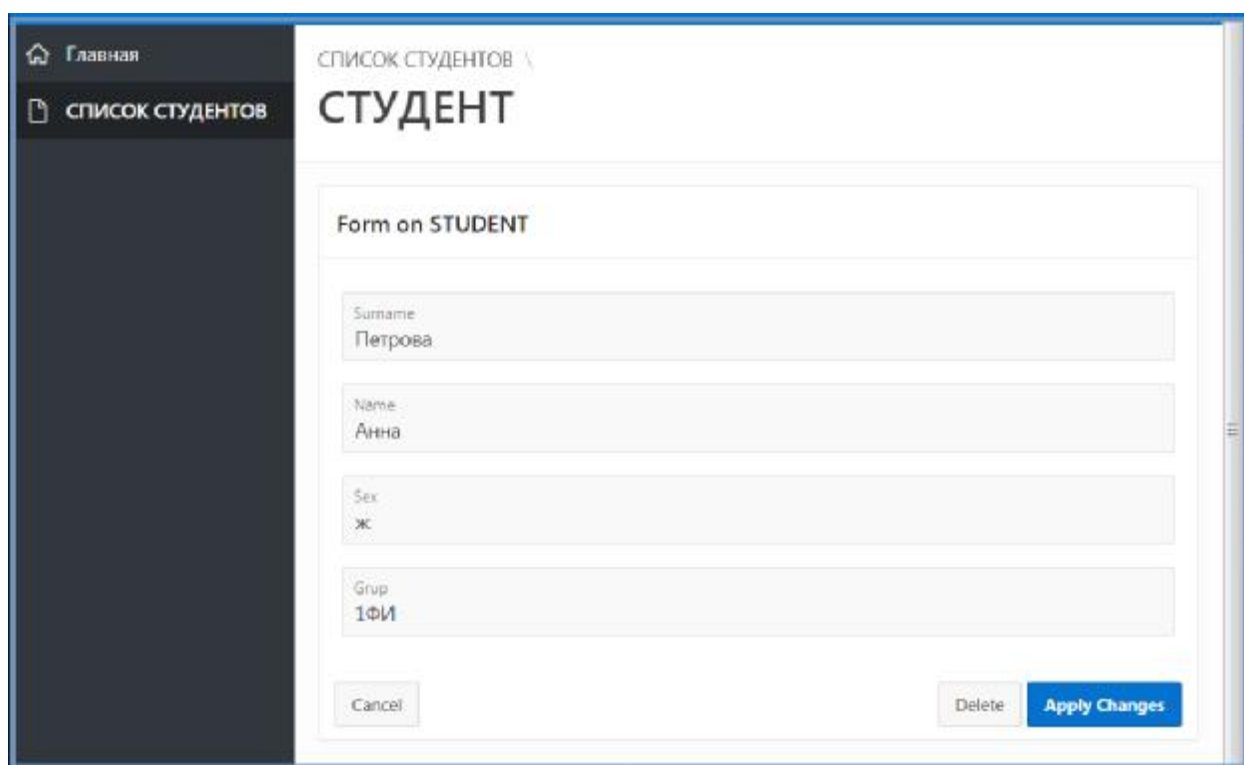 Главная
СПИСОК СТУДЕНТОВ
СПИСОК СТУДЕНТОВ \
СТУДЕНТ
Form on STUDENT
Surname
Петрова
Name
Анна
Sex
ж
Grup
1ФИ
Cancel
Delete
Apply Changes